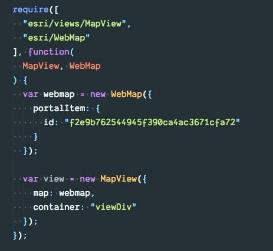 require([
"esri/views/MapView",
"esri/WebMap"
], function(
MapView, WebMap
) {
var webmap = new WebMap({
portalItem: {
id: "f2e9b762544945f390ca4ac3671cfa72"
}
});
var view = new MapView({
map: webmap,
container: "viewDiv"
});
});